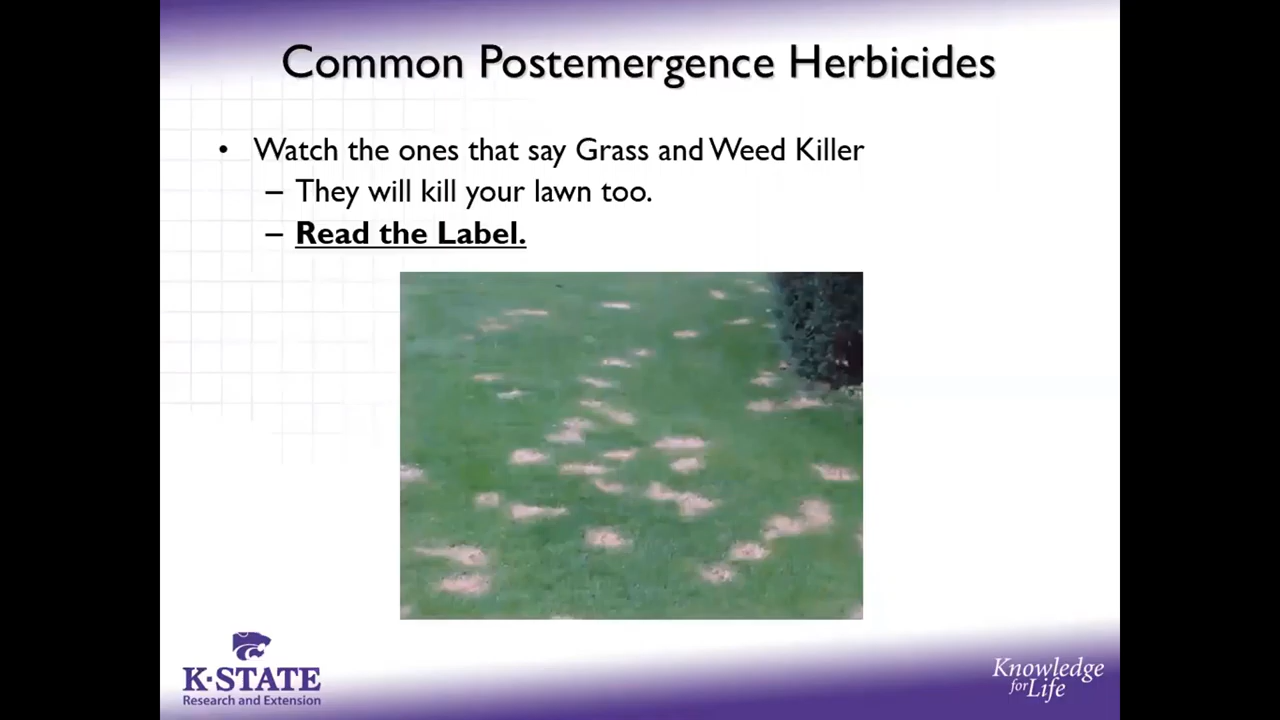 Common Postemergence Herbicides
• Watch the ones that say Grass and Weed Killer
– They will kill your lawn too.
– Read the Label.
K·STATE
Research and Extension
Knowledge
for Life